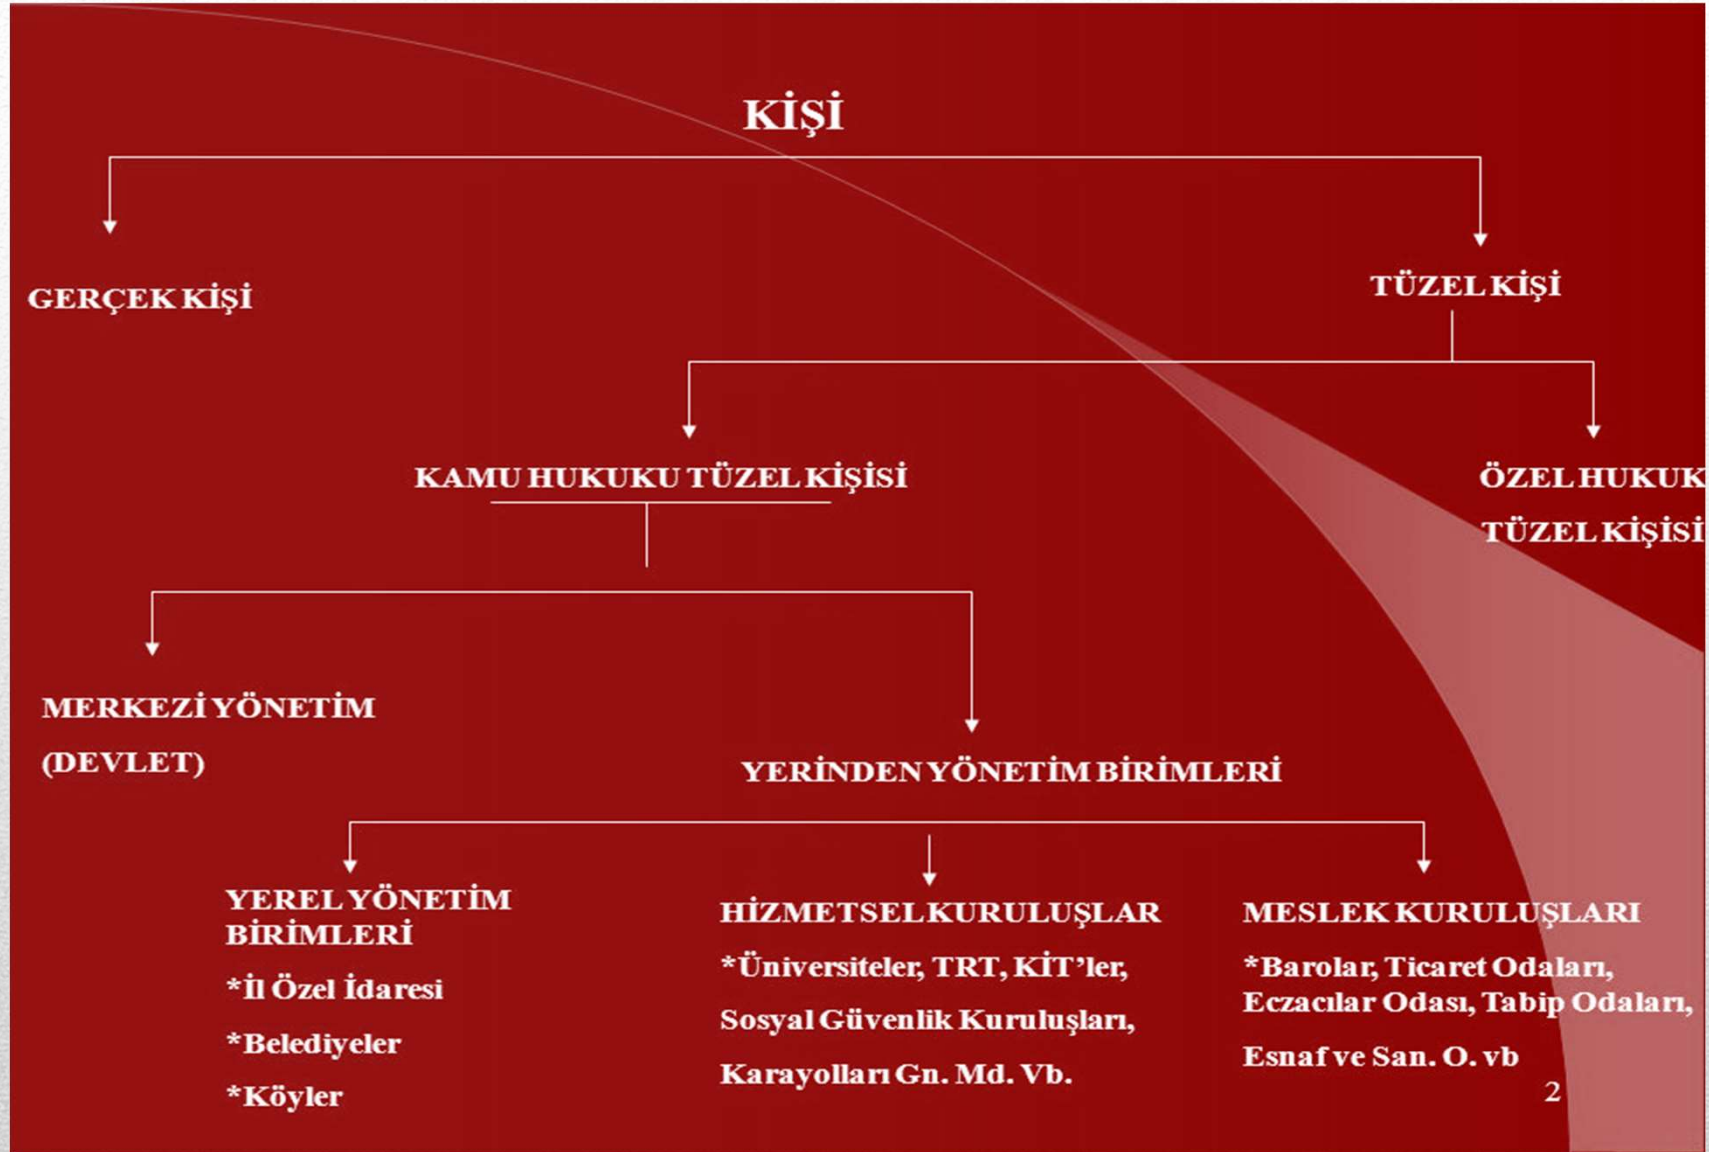 KİŞİ
GERÇEK KİŞİ
TÜZEL KİŞİ
KAMU HUKUKU TÜZEL KİŞİSİ
ÖZEL HUKUK
TÜZEL KİŞİSİ
MERKEZİ YÖNETİM
(DEVLET)
YERİNDEN YÖNETİM BİRİMLERİ
YEREL YÖNETİM
BİRİMLERİ
*İl Özel İdaresi
*Belediyeler
*Köyler
HİZMETSEL KURULUŞLAR
*Üniversiteler, TRT, KİT’ler,
Sosyal Güvenlik Kuruluşları,
Karayolları Gn. Md. Vb.
MESLEK KURULUŞLARI
*Barolar, Ticaret Odaları,
Eczacılar Odası, Tabip Odaları,
Esnaf ve San. O. vb
2